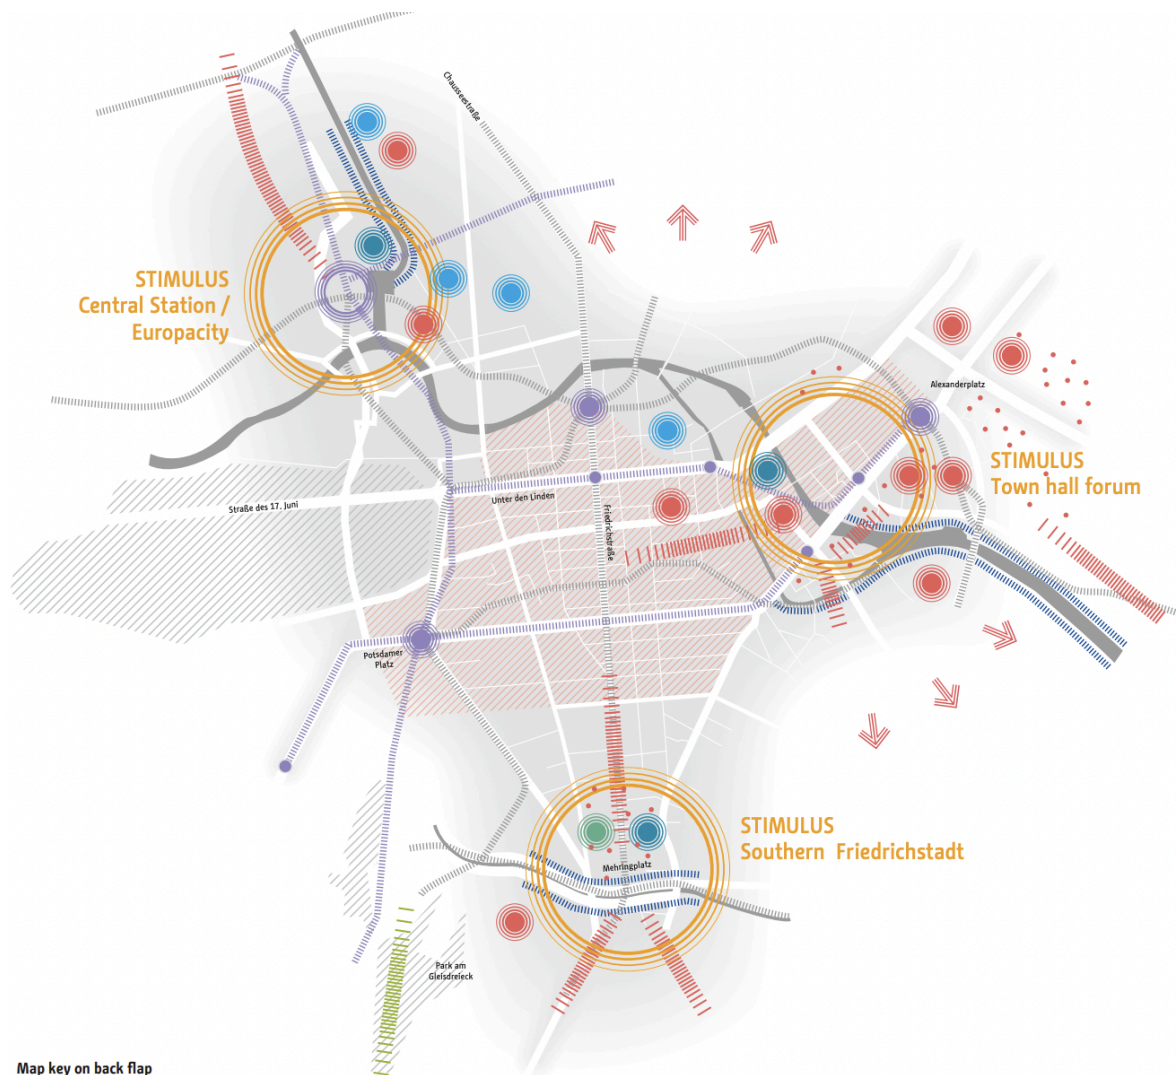 Chausseestraße
STIMULUS
Central Station /
Europacity
Alexanderplatz
STIMULUS
Town hall forum
Unter den Linden
Straße des 17. Juni
Friedrichstraße
Potsdamer
Platz
STIMULUS
Southern Friedrichstadt
Mehringplatz
Park am
Gleisdreieck
Map key on back flap